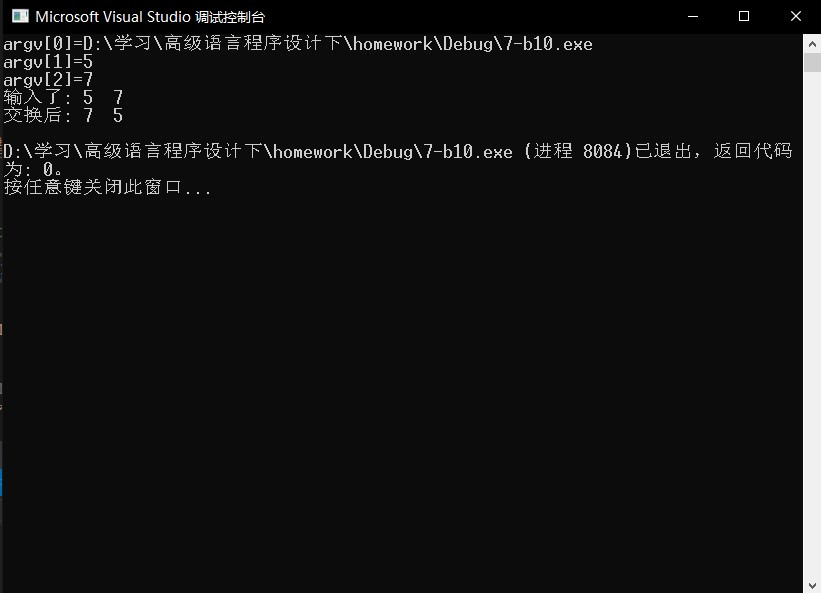 Microsoft Visual Studio 调试控制台
argv[0]=D:\学习\高级语言程序设计下\homework\Debug\7-b10.exe
argv[1]=5
argv[2]=7
输入了: 5  7
交换后: 7  5
D:\学习\高级语言程序设计下\homework\Debug\7-b10.exe (进程 8084)已退出，返回代码
为: 0。
按任意键关闭此窗口...